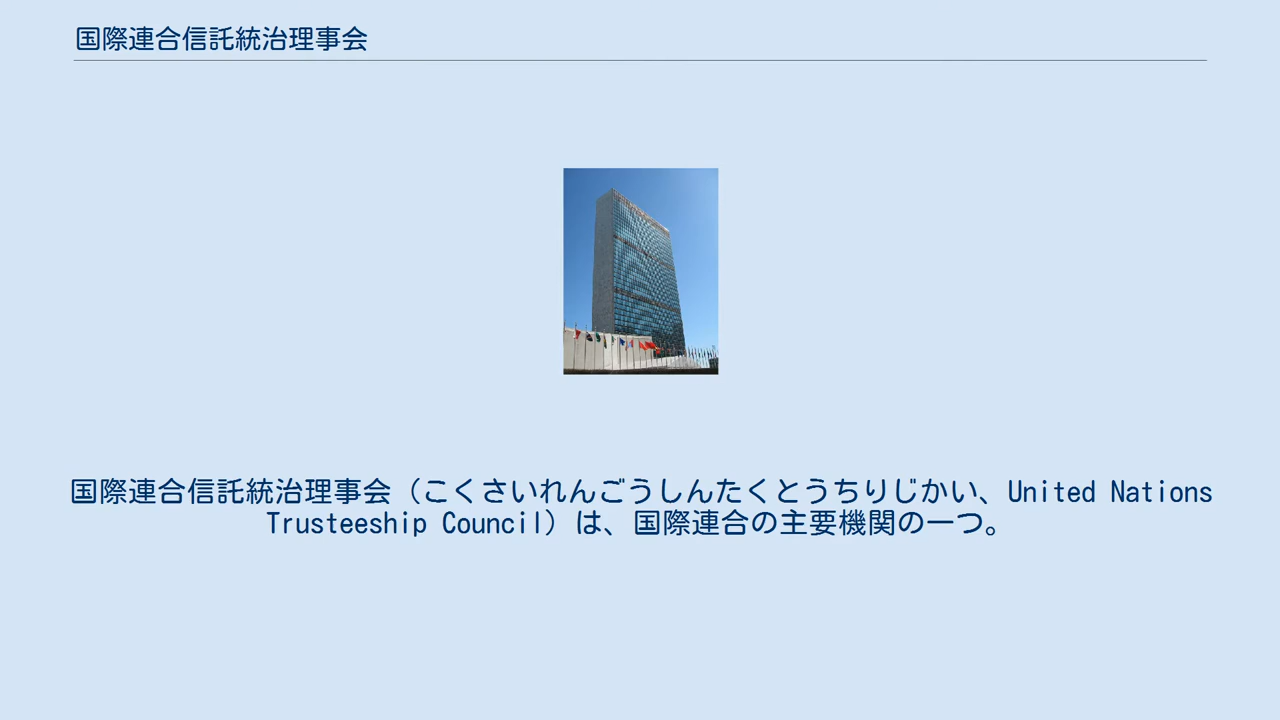 国際連合信託統治理事会
国際連合信託統治理事会（こくさいれんごうしんたくとうちりじかい、United Nations
Trusteeship Council）は、国際連合の主要機関の一つ。